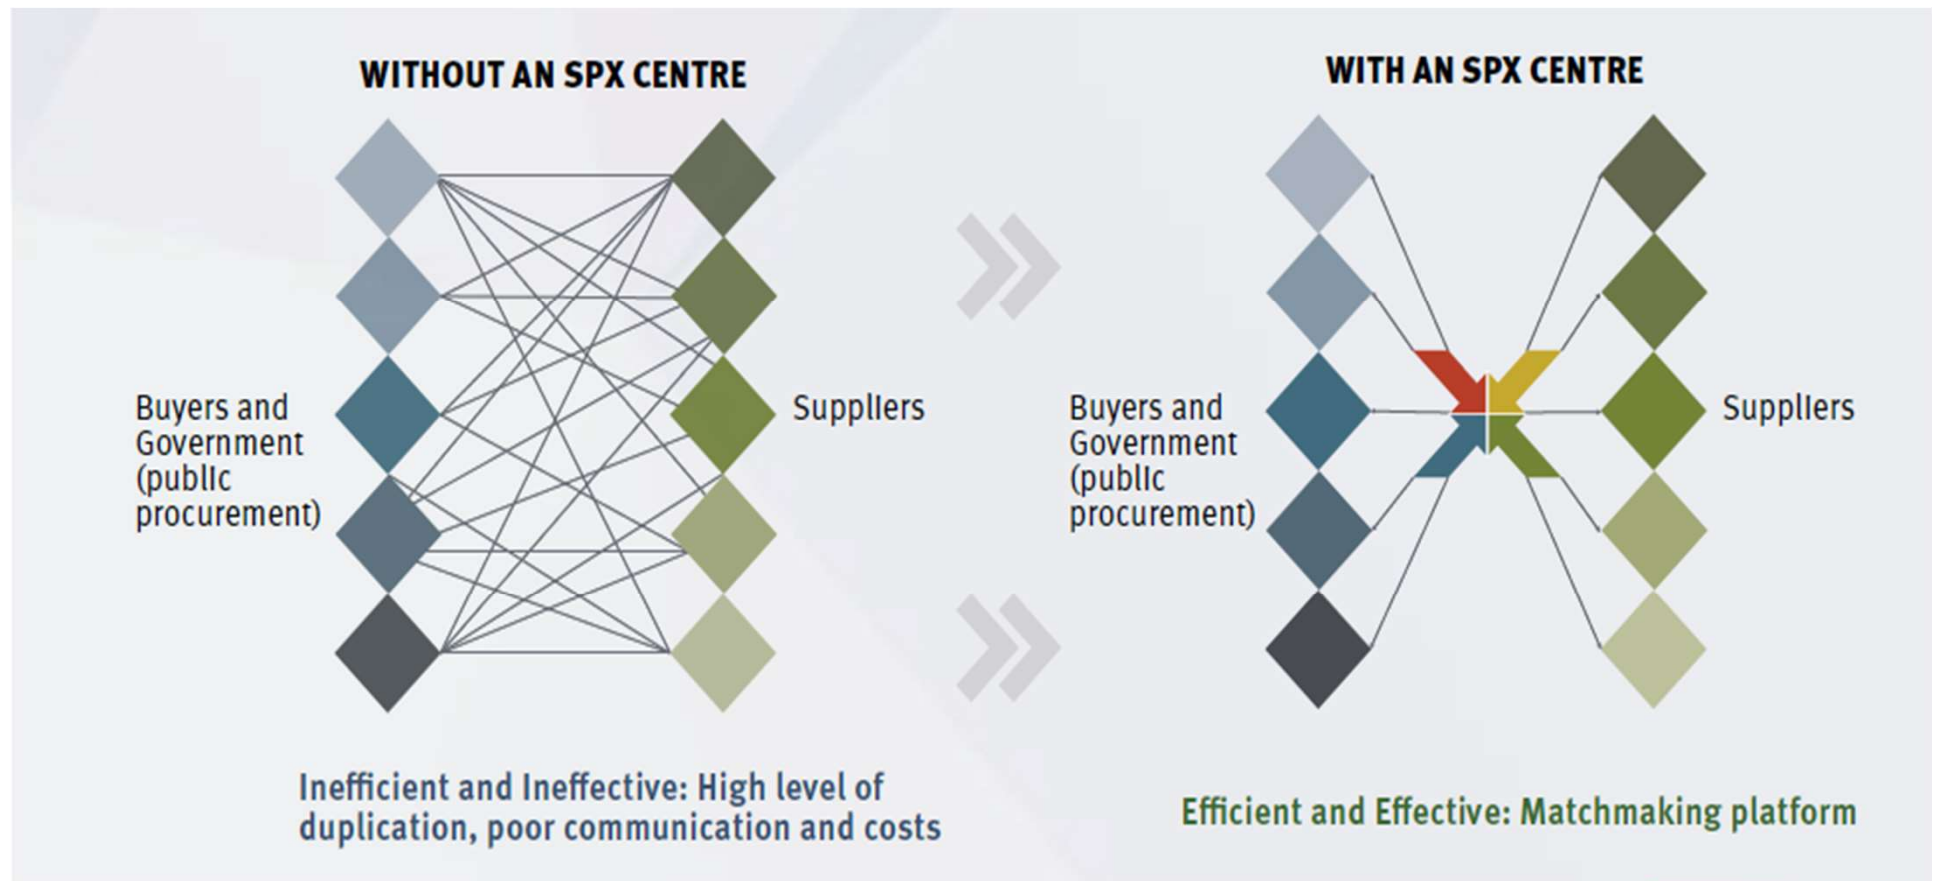 WITHOUT AN SPX CENTRE
Buyers and
Government
(public
procurement)
Suppliers
Inefficient and Ineffective: High level of
duplication, poor communication and costs
WITH AN SPX CENTRE
Buyers and
Government
(public
procurement)
Suppliers
Efficient and Effective: Matchmaking platform